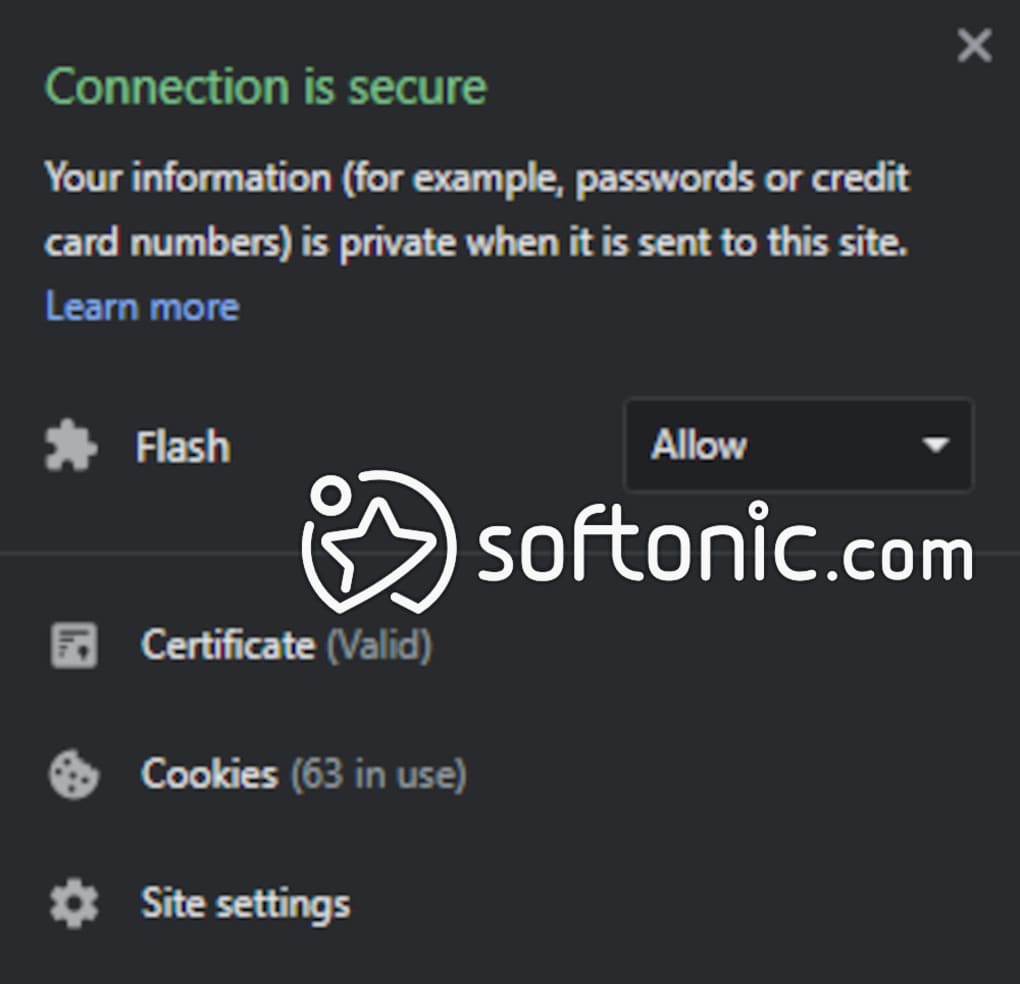 Connection is secure
Your information (for example, passwords or credit
card numbers) is private when it is sent to this site.
Learn more
Flash Allow
softonic.com
Certificate (Valid)
Cookies (63 in use)
Site settings